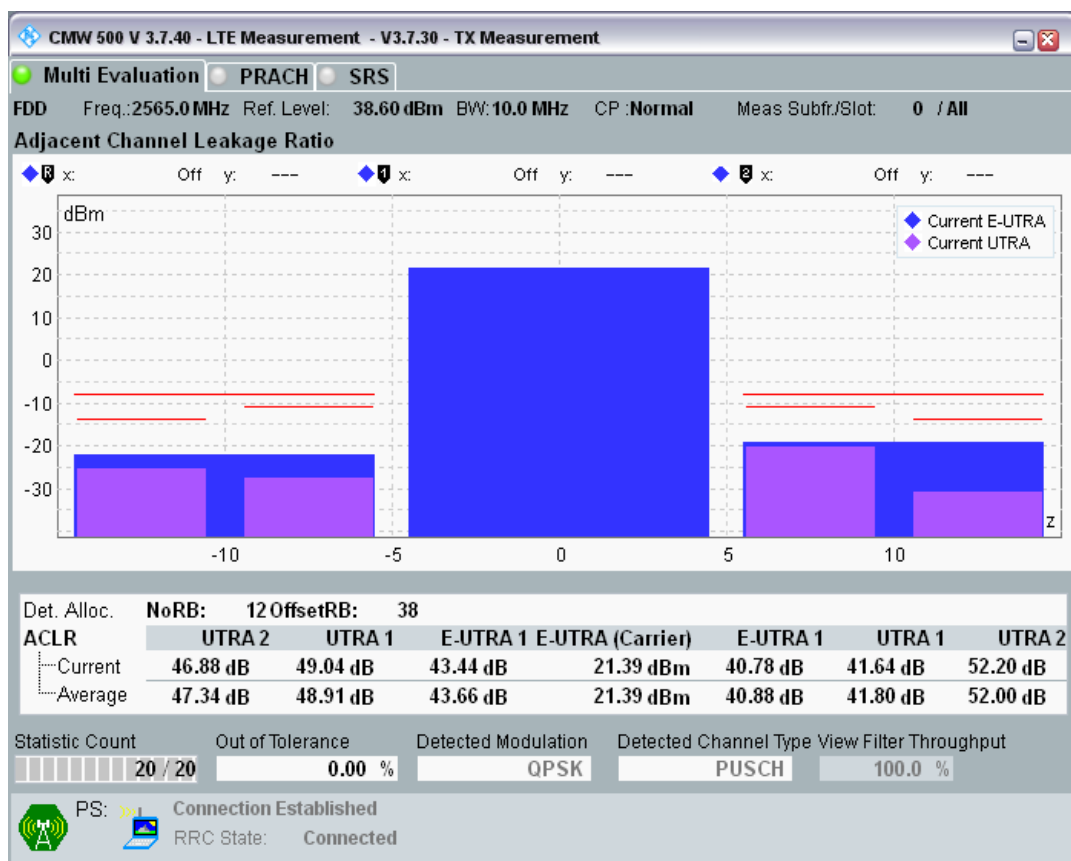 CMW 500 V 3.7.40 - LTE Measurement - V3.7.30 - TX Measurement
Multi Evaluation PRACH SRS
FDD Freq.:2565.0 MHz Ref. Level: 38.60 dBm BW:10.0 MHz CP :Normal Meas Subfr./Slot: 0 / All
Adjacent Channel Leakage Ratio
R x: Off y: --- 1 x: Off y: --- 2 x: Off y: ---
dBm
Current E-UTRA
Current UTRA
30
20
10
0
-10
-20
-30
z
-10 -5 0 5 10
Det. Alloc. NoRB: 12 OffsetRB: 38
ACLR UTRA 2 UTRA 1 E-UTRA 1 E-UTRA (Carrier) E-UTRA 1 UTRA 1 UTRA 2
Current 46.88 dB 49.04 dB 43.44 dB 21.39 dBm 40.78 dB 41.64 dB 52.20 dB
Average 47.34 dB 48.91 dB 43.66 dB 21.39 dBm 40.88 dB 41.80 dB 52.00 dB
Statistic Count Out of Tolerance Detected Modulation Detected Channel Type View Filter Throughput
20 / 20 0.00 % QPSK PUSCH 100.0 %
PS: Connection Established
RRC State: Connected